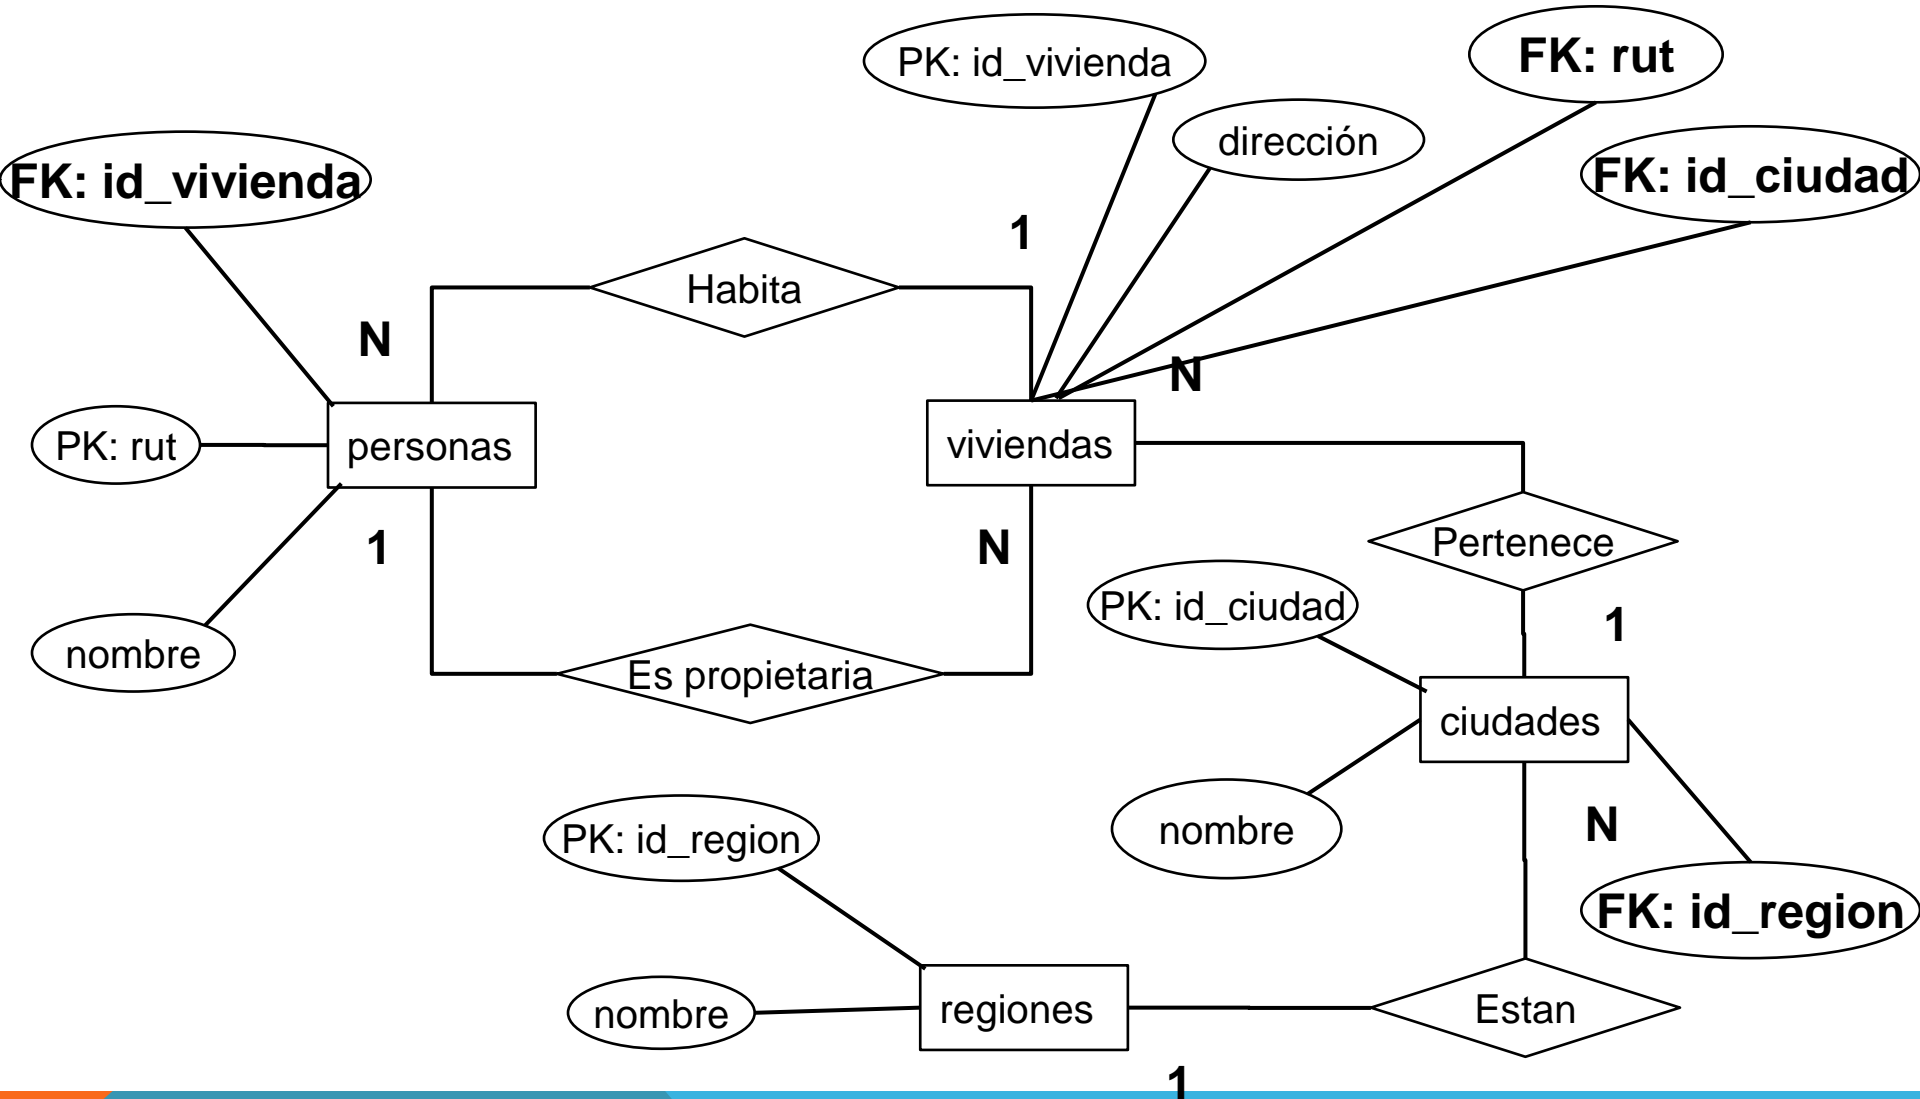 PK: id_vivienda
FK: rut
dirección
FK: id_vivienda
FK: id_ciudad
1
Habita
N
N
PK: rut
personas
viviendas
1
N
Pertenece
PK: id_ciudad
1
nombre
Es propietaria
ciudades
PK: id_region
nombre
N
FK: id_region
nombre
regiones
Estan
1